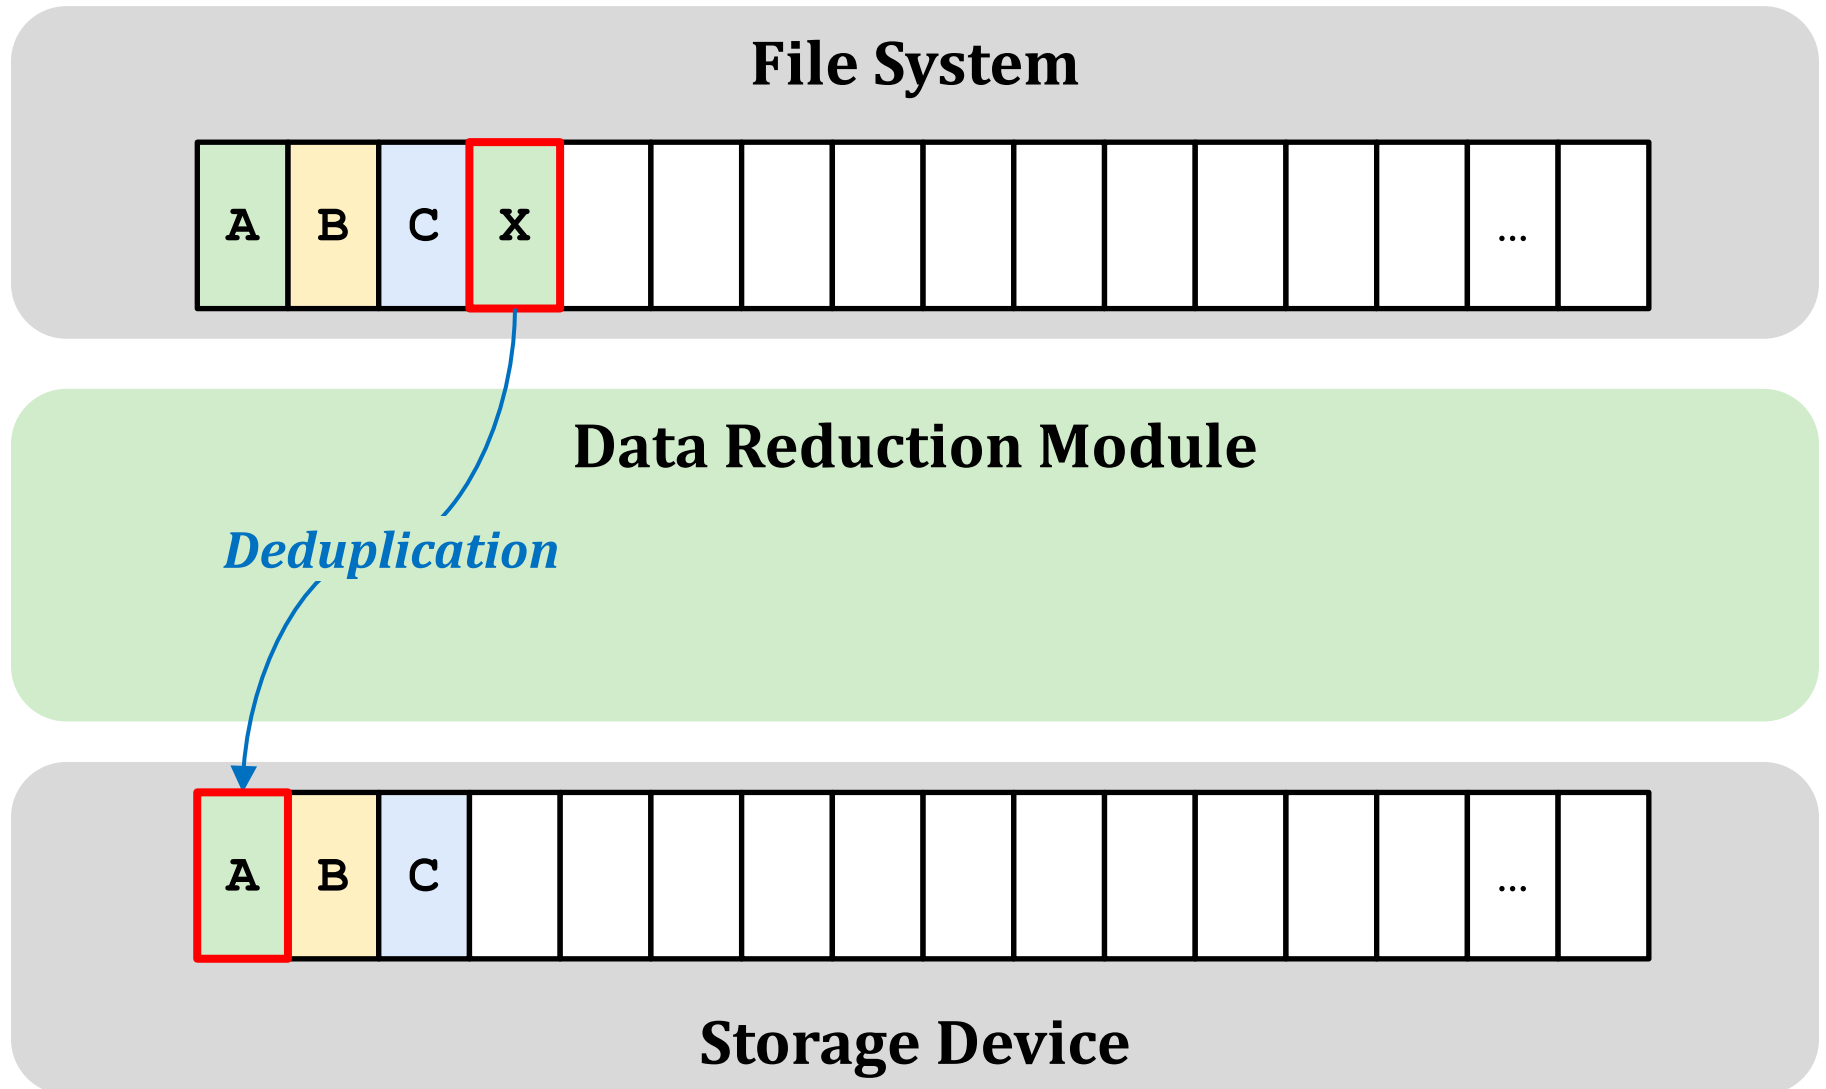 File System
A B C X ...
Data Reduction Module
Deduplication
A B C ...
Storage Device